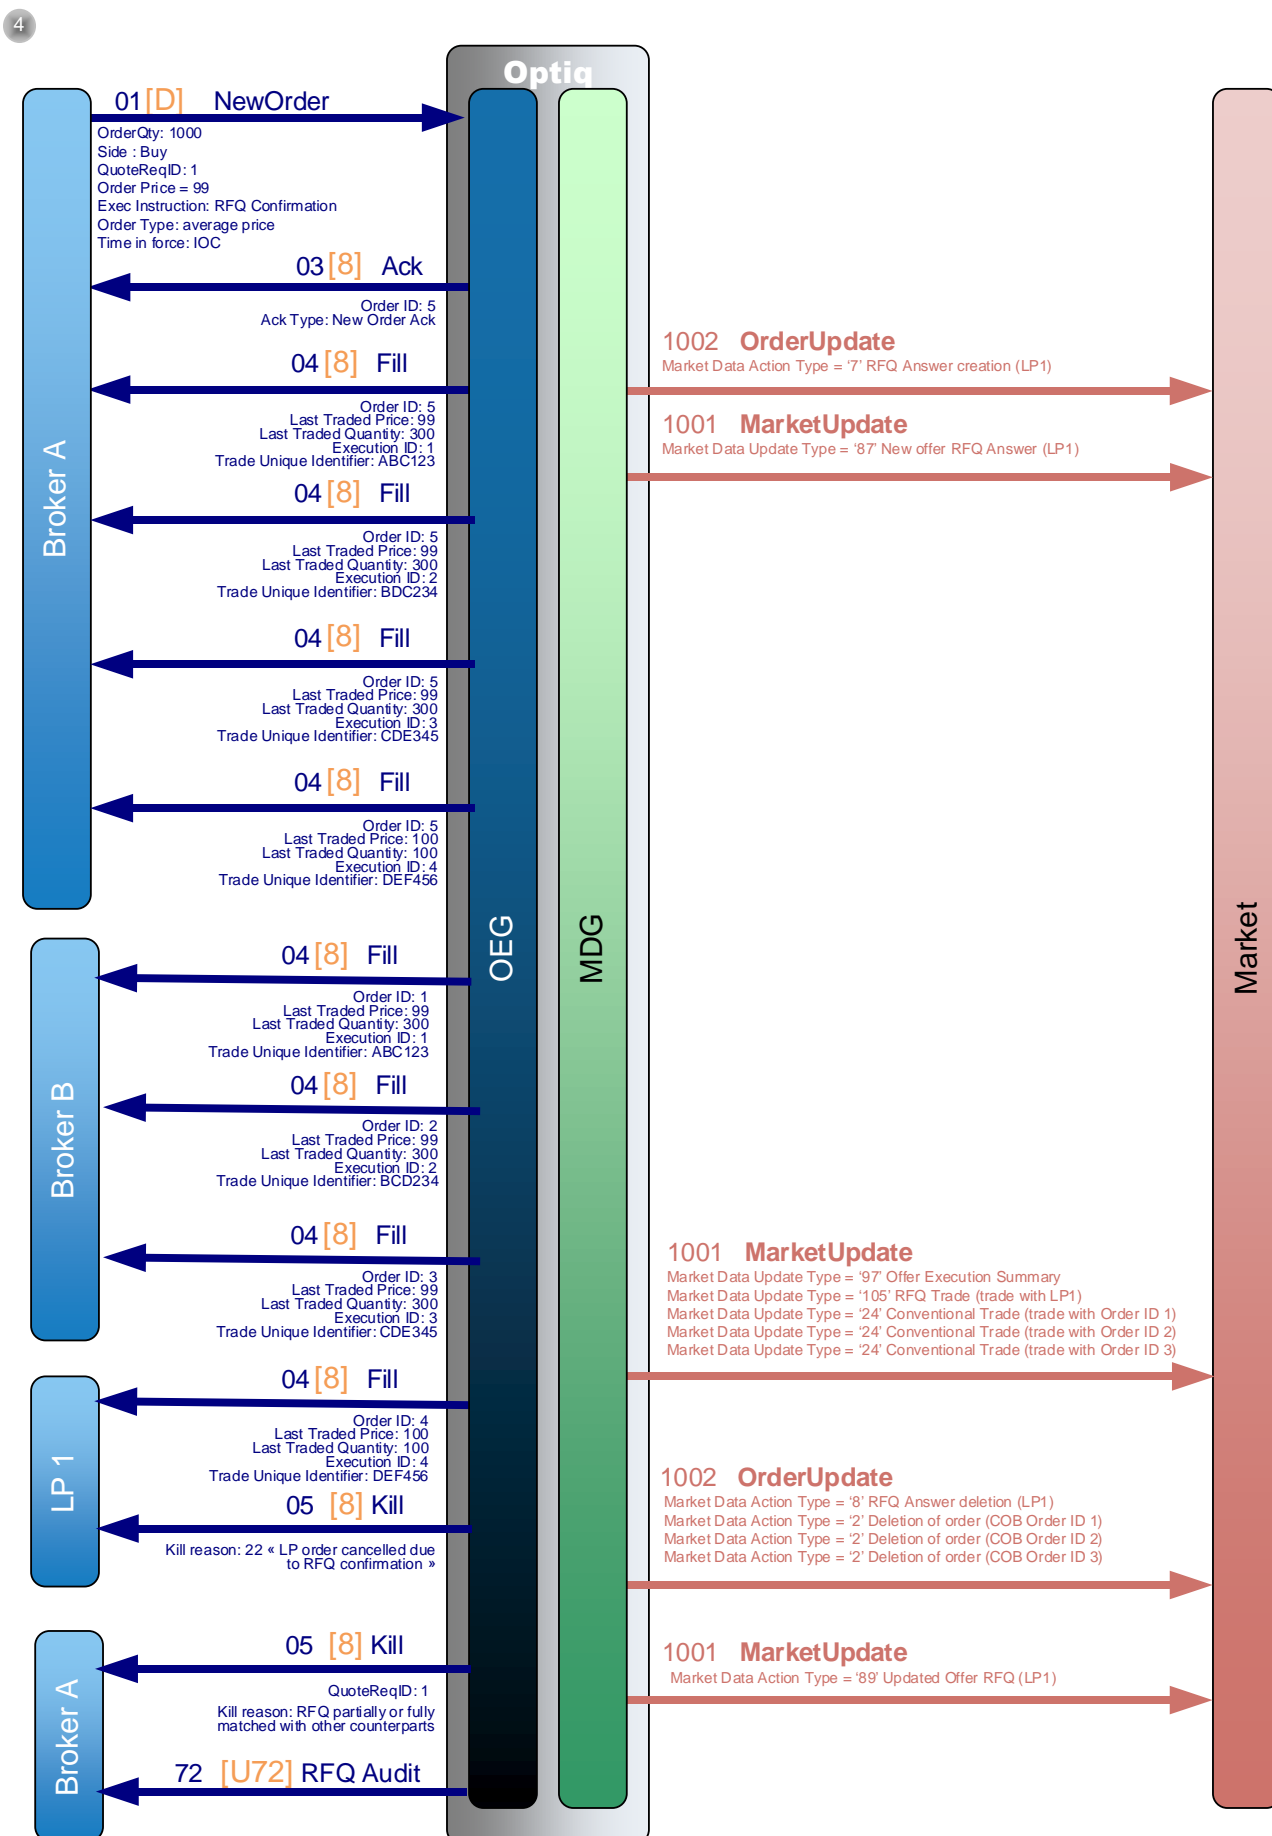 4
Optiq
01 [D] NewOrder
OrderQty: 1000
Side : Buy
QuoteReqID: 1
Order Price = 99
Exec Instruction: RFQ Confirmation
Order Type: average price
Time in force: IOC
03 [8] Ack
Order ID: 5
Ack Type: New Order Ack
04 [8] Fill
Order ID: 5
Last Traded Price: 99
Last Traded Quantity: 300
Execution ID: 1
Trade Unique Identifier: ABC123
04 [8] Fill
Order ID: 5
Last Traded Price: 99
Last Traded Quantity: 300
Execution ID: 2
Trade Unique Identifier: BDC234
04 [8] Fill
Order ID: 5
Last Traded Price: 99
Last Traded Quantity: 300
Execution ID: 3
Trade Unique Identifier: CDE345
04 [8] Fill
Order ID: 5
Last Traded Price: 100
Last Traded Quantity: 100
Execution ID: 4
Trade Unique Identifier: DEF456
Broker A
04 [8] Fill
Order ID: 1
Last Traded Price: 99
Last Traded Quantity: 300
Execution ID: 1
Trade Unique Identifier: ABC123
04 [8] Fill
Order ID: 2
Last Traded Price: 99
Last Traded Quantity: 300
Execution ID: 2
Trade Unique Identifier: BCD234
04 [8] Fill
Order ID: 3
Last Traded Price: 99
Last Traded Quantity: 300
Execution ID: 3
Trade Unique Identifier: CDE345
Broker B
04 [8] Fill
Order ID: 4
Last Traded Price: 100
Last Traded Quantity: 100
Execution ID: 4
Trade Unique Identifier: DEF456
05 [8] Kill
Kill reason: 22 « LP order cancelled due
to RFQ confirmation »
LP 1
05 [8] Kill
QuoteReqID: 1
Kill reason: RFQ partially or fully
matched with other counterparts
72 [U72] RFQ Audit
Broker A
OEG
MDG
1002 OrderUpdate
Market Data Action Type = ‘7’ RFQ Answer creation (LP1)
1001 MarketUpdate
Market Data Update Type = ‘87’ New offer RFQ Answer (LP1)
1001 MarketUpdate
Market Data Update Type = ‘97’ Offer Execution Summary
Market Data Update Type = ‘105’ RFQ Trade (trade with LP1)
Market Data Update Type = ‘24’ Conventional Trade (trade with Order ID 1)
Market Data Update Type = ‘24’ Conventional Trade (trade with Order ID 2)
Market Data Update Type = ‘24’ Conventional Trade (trade with Order ID 3)
1002 OrderUpdate
Market Data Action Type = ‘8’ RFQ Answer deletion (LP1)
Market Data Action Type = ‘2’ Deletion of order (COB Order ID 1)
Market Data Action Type = ‘2’ Deletion of order (COB Order ID 2)
Market Data Action Type = ‘2’ Deletion of order (COB Order ID 3)
1001 MarketUpdate
Market Data Action Type = ‘89’ Updated Offer RFQ (LP1)
Market